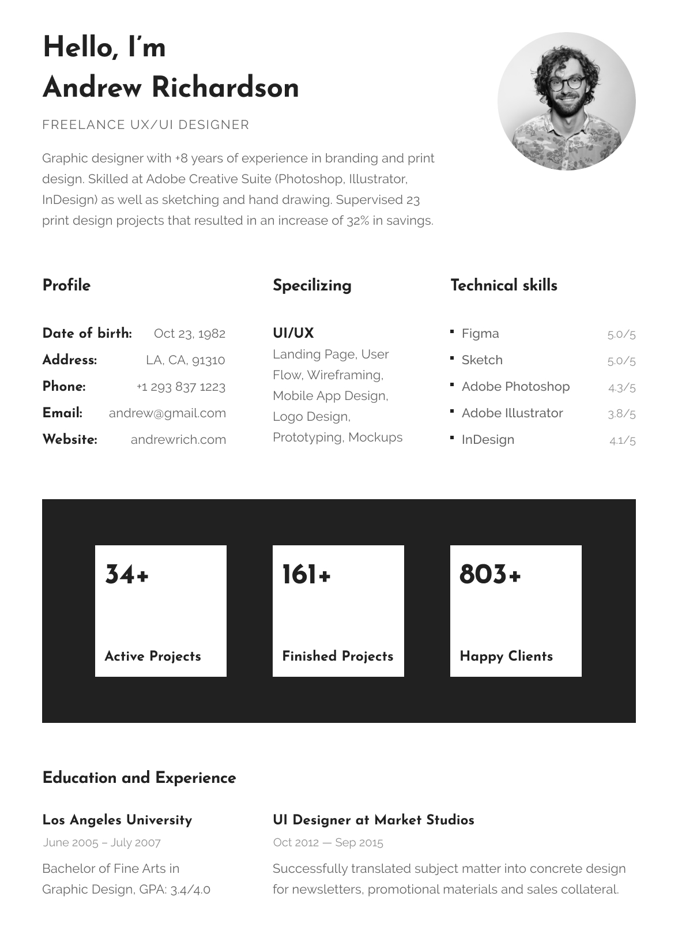 Hello, I'm
Andrew Richardson
FREELANCE UX/UI DESIGNER
Graphic designer with +8 years of experience in branding and print
design. Skilled at Adobe Creative Suite (Photoshop, Illustrator,
InDesign) as well as sketching and hand drawing. Supervised 23
print design projects that resulted in an increase of 32% in savings.
Profile
Date of birth: Oct 23, 1982
Address: LA, CA, 91310
Phone: +1 293 837 1223
Email: andrew@gmail.com
Website: andrewrich.com
Specilizing
UI/UX
Landing Page, User
Flow, Wireframing,
Mobile App Design,
Logo Design,
Prototyping, Mockups
Technical skills
Figma 5.0/5
Sketch 5.0/5
Adobe Photoshop 4.3/5
Adobe Illustrator 3.8/5
InDesign 4.1/5
34+
Active Projects
161+
Finished Projects
803+
Happy Clients
Education and Experience
Los Angeles University
June 2005 – July 2007
Bachelor of Fine Arts in
Graphic Design, GPA: 3.4/4.0
UI Designer at Market Studios
Oct 2012 — Sep 2015
Successfully translated subject matter into concrete design
for newsletters, promotional materials and sales collateral.